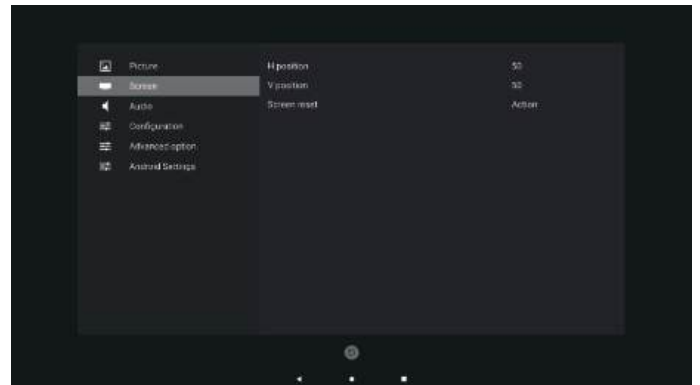 Picture
Screen
Audio
Configuration
Advanced option
Android Settings
H.position 50
V.position 50
Screen reset Action